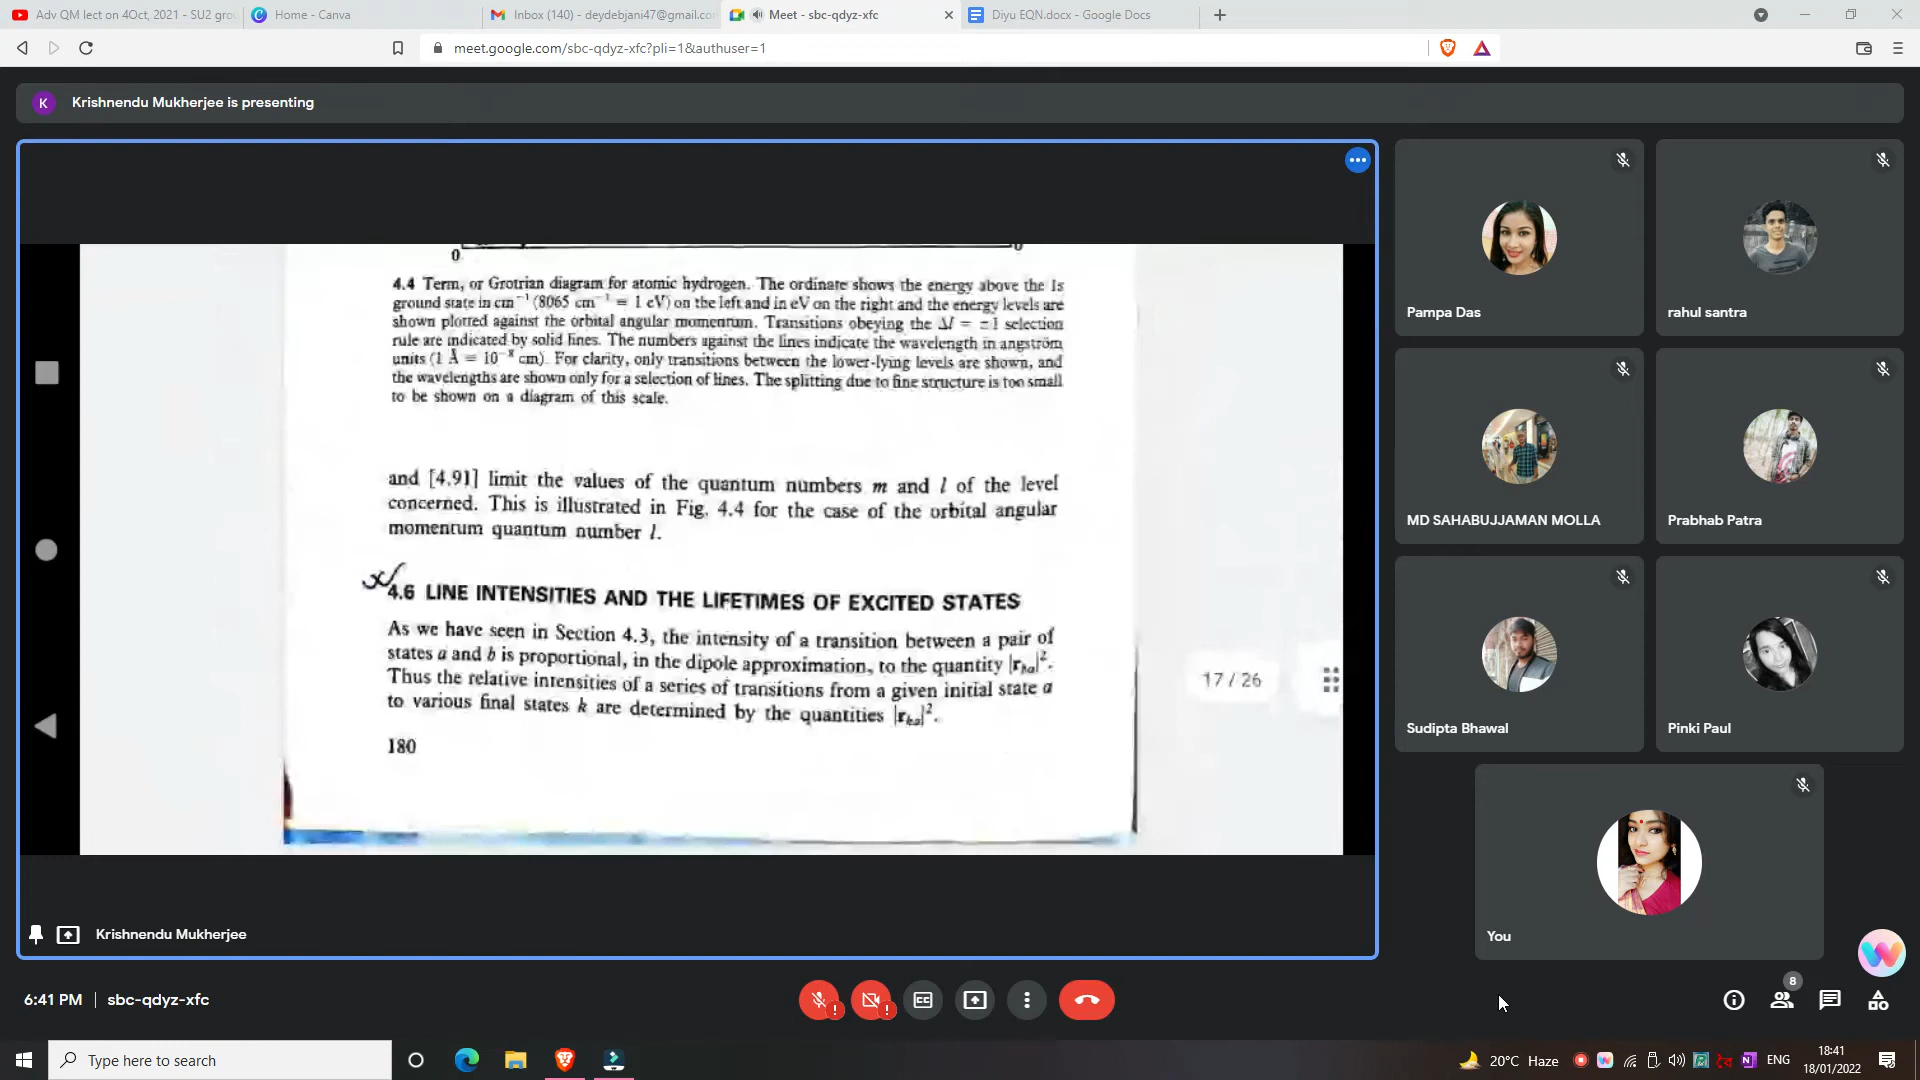 Adv QM lect on 4Oct, 2021 - SU2 gro
Home - Canva
Inbox (140) - deydebjani47@gmail.co
Meet - sbc-qdyz-xfc
Diyu EQN.docx - Google Docs
meet.google.com/sbc-qdyz-xfc?pli=1&authuser=1
K
Krishnendu Mukherjee is presenting
0
0
4.4 Term, or Grotrian diagram for atomic hydrogen. The ordinate shows the energy above the 1s
ground state in cm⁻¹ (8065 cm⁻¹ = 1 eV) on the left and in eV on the right and the energy levels are
shown plotted against the orbital angular momentum. Transitions obeying the Δl = ±1 selection
rule are indicated by solid lines. The numbers against the lines indicate the wavelength in angström
units (1 Å = 10⁻⁸ cm). For clarity, only transitions between the lower-lying levels are shown, and
the wavelengths are shown only for a selection of lines. The splitting due to fine structure is too small
to be shown on a diagram of this scale.
and [4.91] limit the values of the quantum numbers m and l of the level
concerned. This is illustrated in Fig. 4.4 for the case of the orbital angular
momentum quantum number l.
4.6 LINE INTENSITIES AND THE LIFETIMES OF EXCITED STATES
As we have seen in Section 4.3, the intensity of a transition between a pair of
states a and b is proportional, in the dipole approximation, to the quantity |r_ba|².
Thus the relative intensities of a series of transitions from a given initial state a
to various final states k are determined by the quantities |r_ka|².
180
17 / 26
Krishnendu Mukherjee
Pampa Das
rahul santra
MD SAHABUJJAMAN MOLLA
Prabhab Patra
Sudipta Bhawal
Pinki Paul
You
6:41 PM | sbc-qdyz-xfc
8
Type here to search
20°C Haze
ENG
18:41
18/01/2022